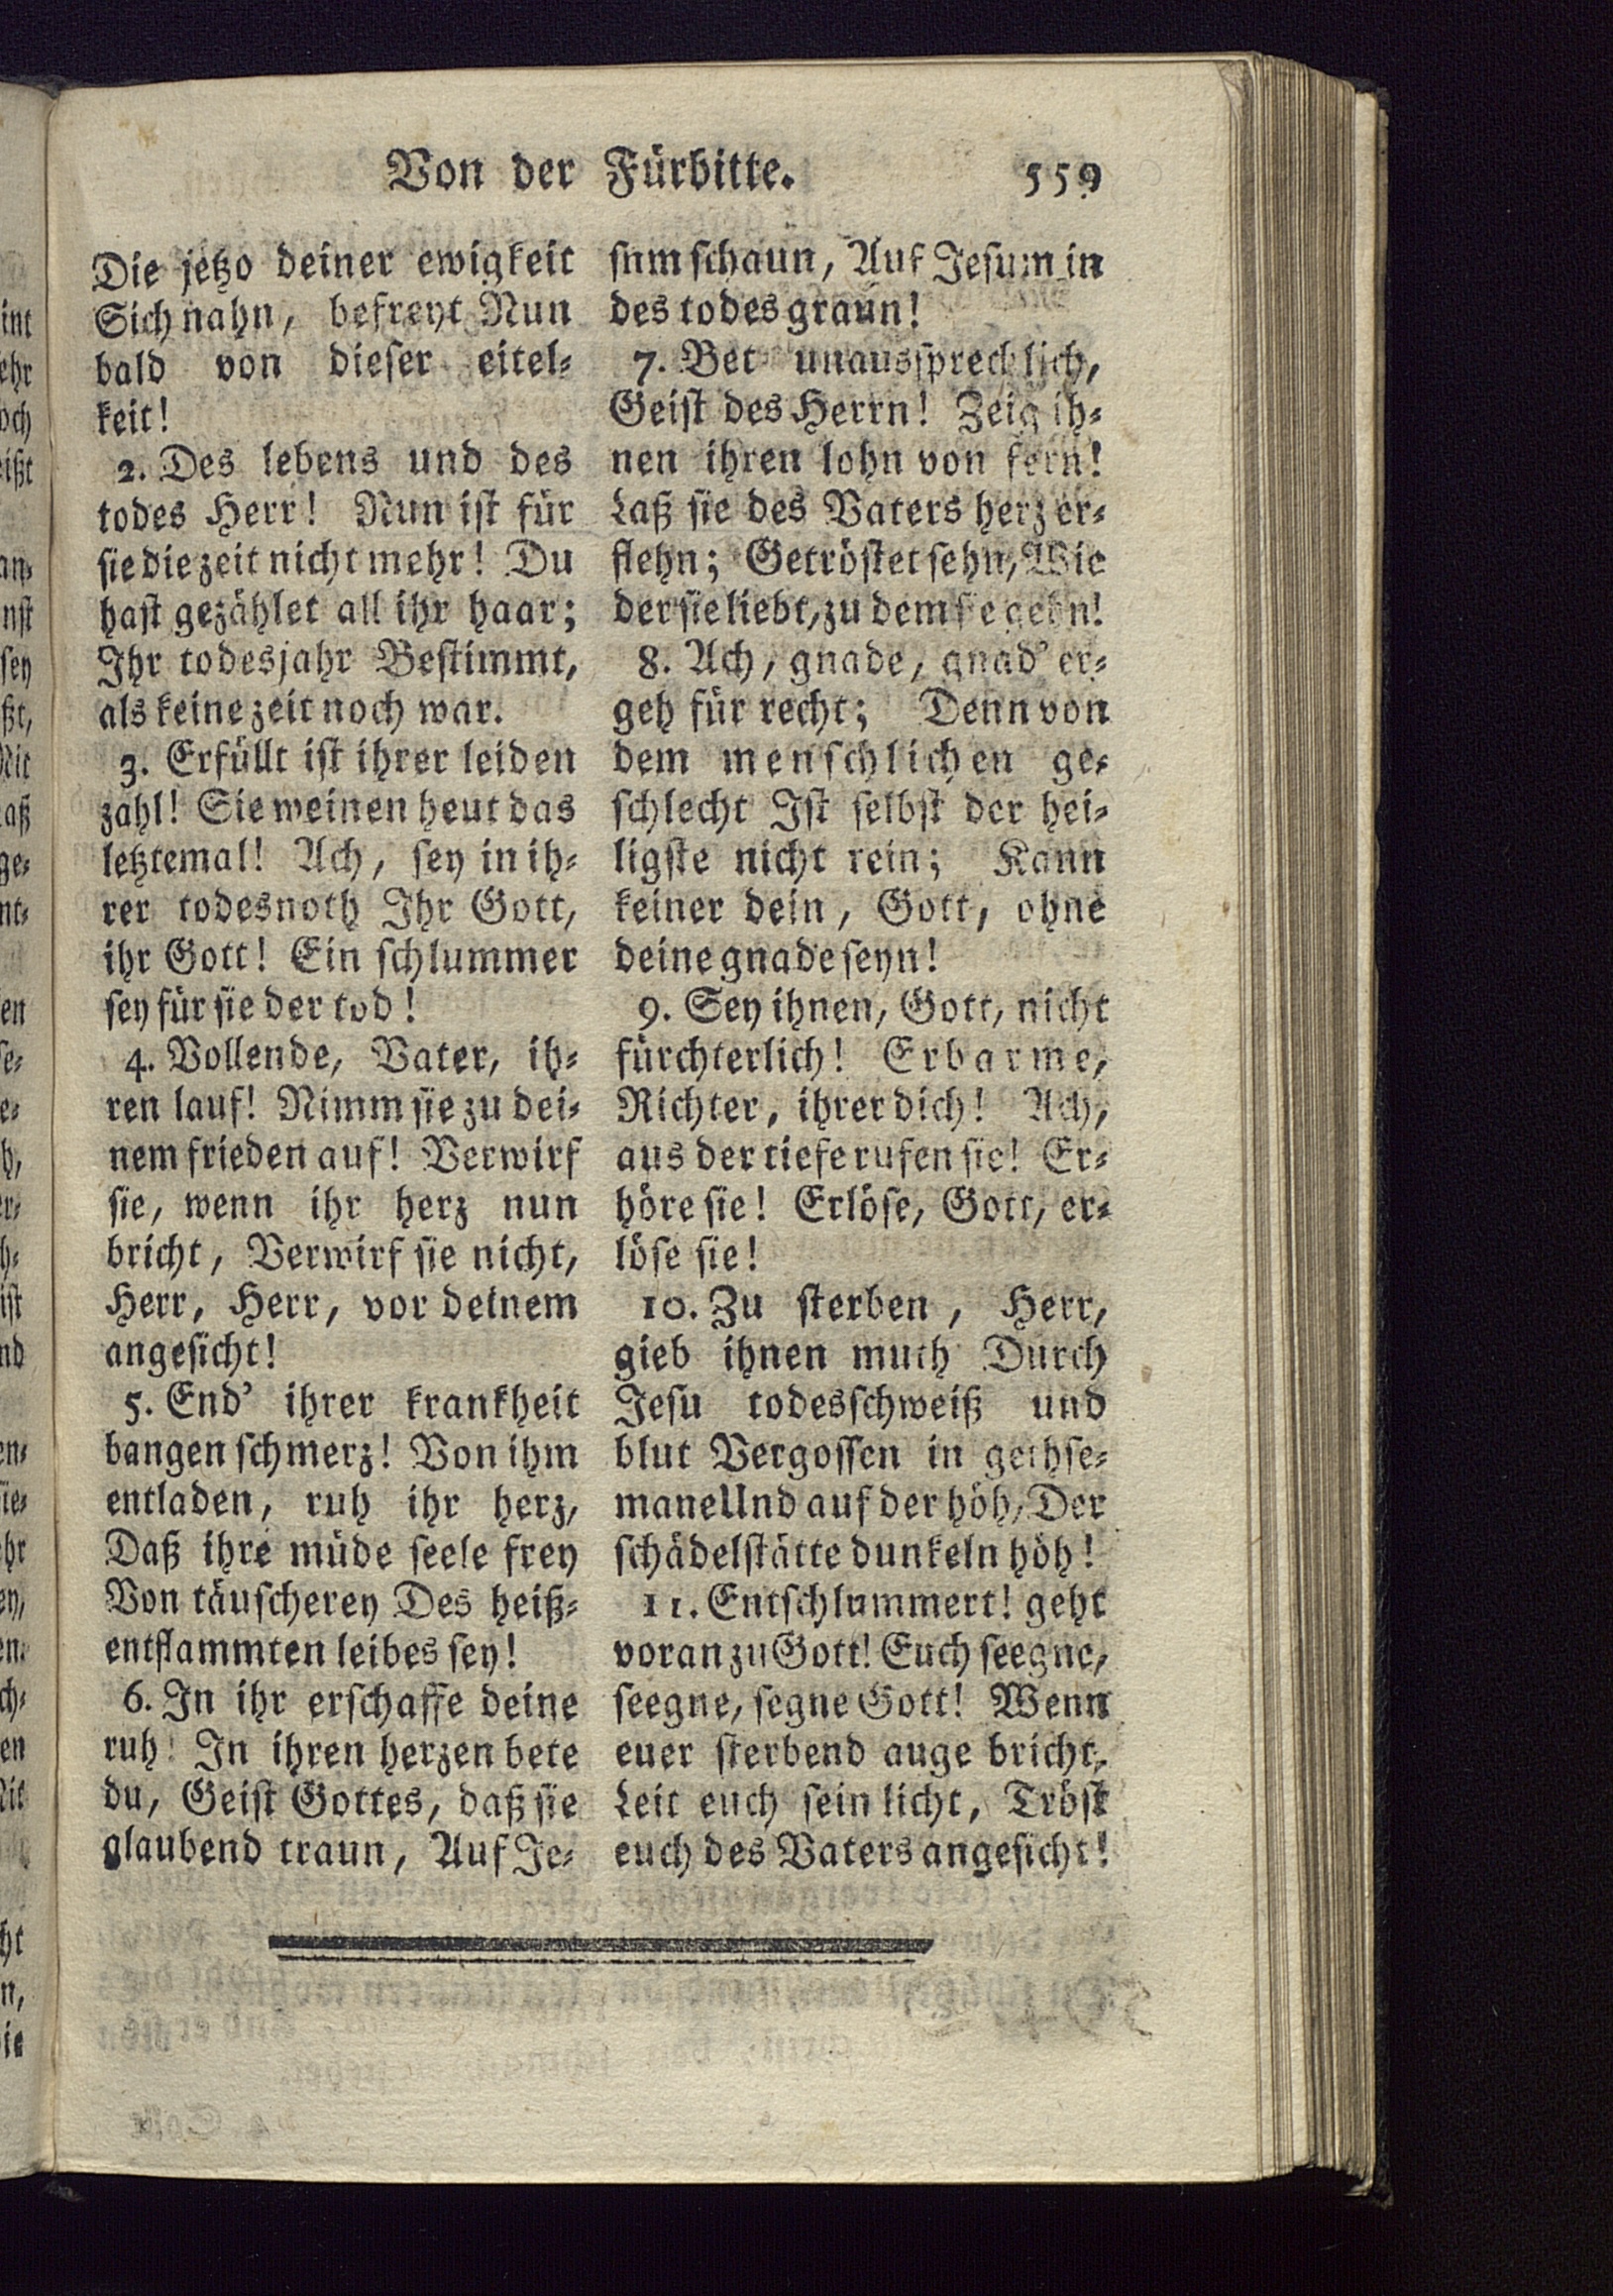 Von der Fürbitte.
559
Die jetzo deiner ewigkeit
Sich nahn, befreyt Nun
bald von dieser eitel-
keit!
2. Des lebens und des
todes Herr! Nun ist für
sie die zeit nicht mehr! Du
hast gezählet all ihr haar;
Ihr todesjahr Bestimmt,
als keine zeit noch war.
3. Erfüllt ist ihrer leiden
zahl! Sie weinen heut das
letztemal! Ach, sey in ih-
rer todesnoth Ihr Gott,
ihr Gott! Ein schlummer
sey für sie der tod!
4. Vollende, Vater, ih-
ren lauf! Nimm sie zu dei-
nem frieden auf! Verwirf
sie, wenn ihr herz nun
bricht, Verwirf sie nicht,
Herr, Herr, vor deinem
angesicht!
5. End' ihrer krankheit
bangen schmerz! Von ihm
entladen, ruh ihr herz,
Daß ihre müde seele frey
Von täuscherey Des heiß-
entflammten leibes sey!
6. In ihr erschaffe deine
ruh! In ihren herzen bete
du, Geist Gottes, daß sie
glaubend traun, Auf Je-
sum schaun, Auf Jesum in
des todes graun!
7. Bet unaussprechlich,
Geist des Herrn! Zeig ih-
nen ihren lohn von fern!
Laß sie des Vaters herz er-
flehn; Getröstet sehn, Wie
der sie liebt, zu dem sie gehn!
8. Ach, gnade, gnad' er-
geh für recht; Denn von
dem menschlichen ge-
schlecht Ist selbst der hei-
ligste nicht rein; Kann
keiner dein, Gott, ohne
deine gnade seyn!
9. Sey ihnen, Gott, nicht
fürchterlich! Erbarme,
Richter, ihrer dich! Ach,
aus der tiefe rufen sie! Er-
höre sie! Erlöse, Gott, er-
löse sie!
10. Zu sterben, Herr,
gieb ihnen muth Durch
Jesu todesschweiß und
blut Vergossen in gethse-
mane Und auf der höh, Der
schädelstätte dunkeln höh!
11. Entschlummert! geht
voran zu Gott! Euch seegne,
seegne, segne Gott! Wenn
euer sterbend auge bricht,
Leit euch sein licht, Tröst
euch des Vaters angesicht!